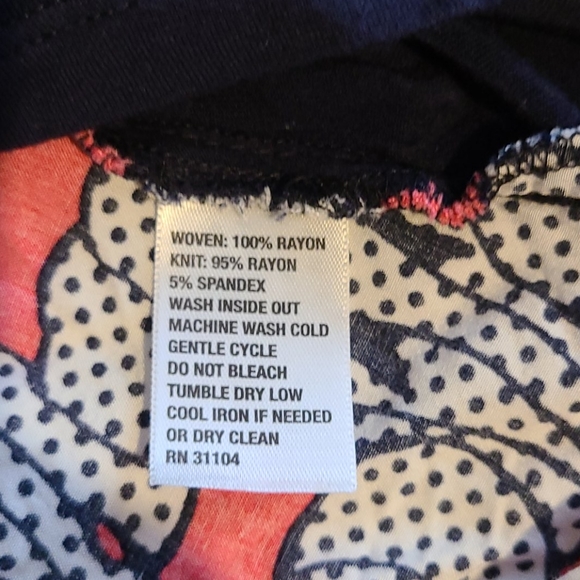 WOVEN: 100% RAYON
KNIT: 95% RAYON
5% SPANDEX
WASH INSIDE OUT
MACHINE WASH COLD
GENTLE CYCLE
DO NOT BLEACH
TUMBLE DRY LOW
COOL IRON IF NEEDED
OR DRY CLEAN
RN 31104